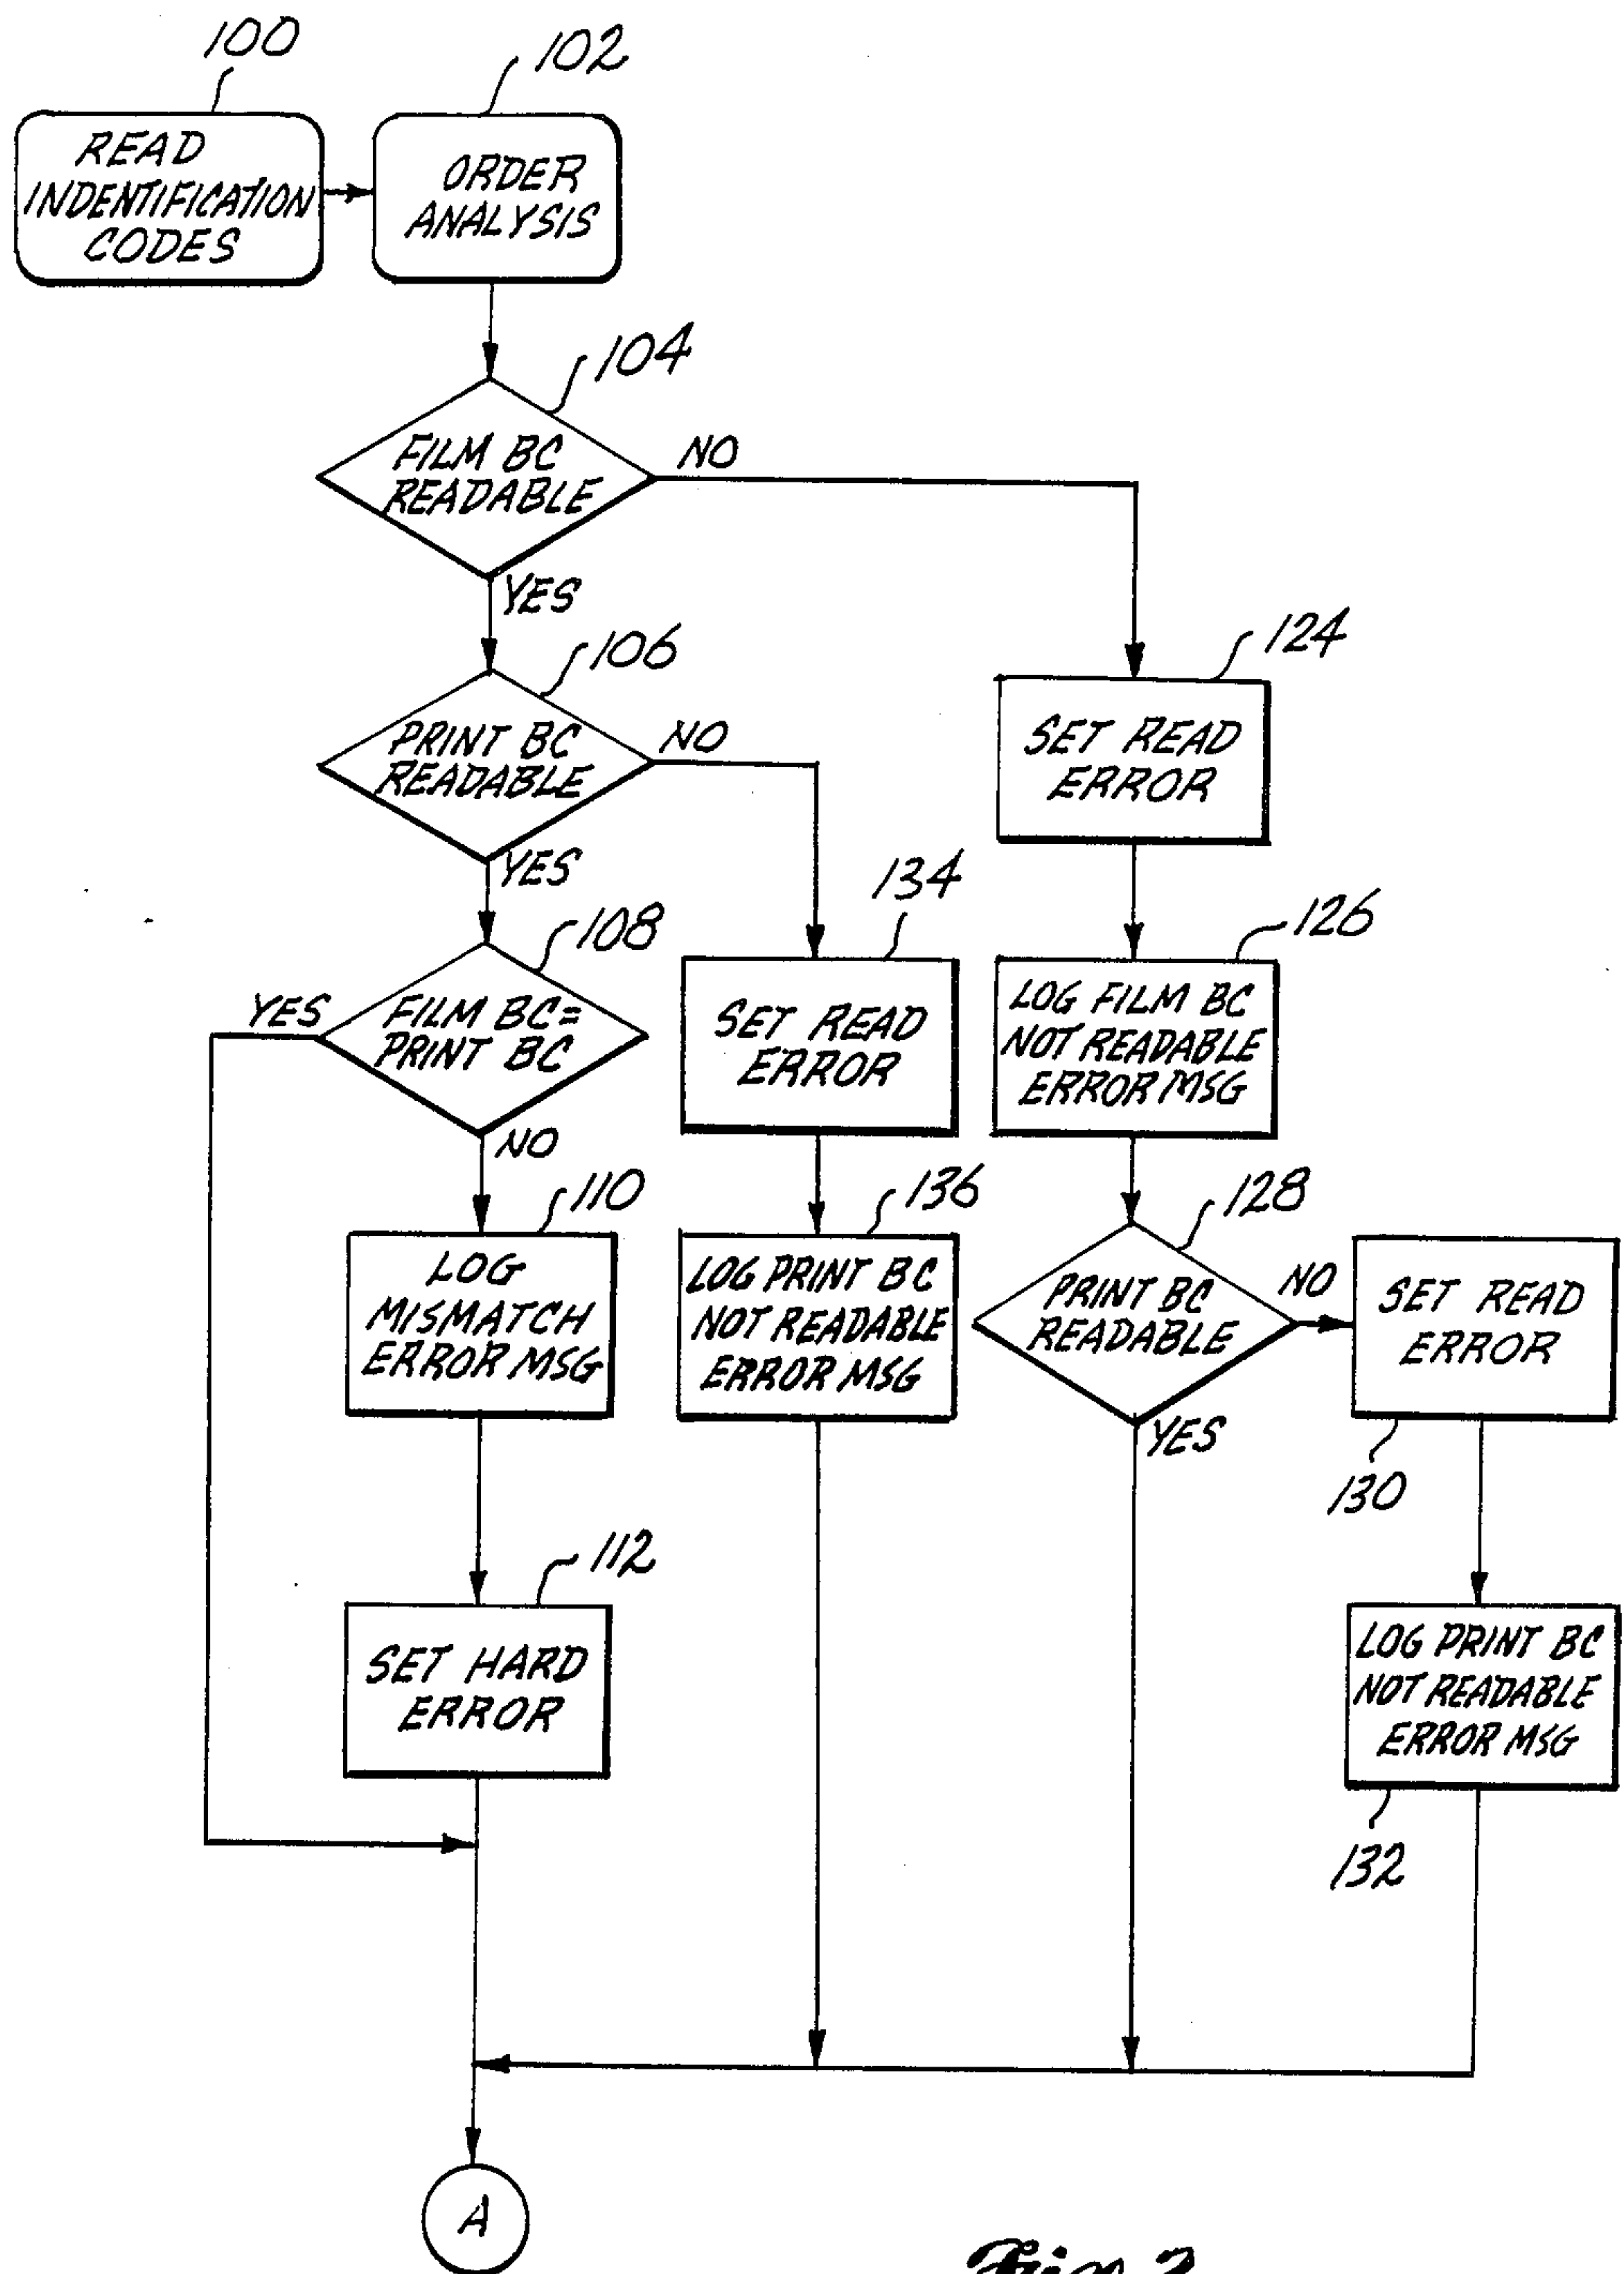 100
102
READ
INDENTIFICATION
CODES
ORDER
ANALYSIS
104
FILM BC
READABLE
NO
YES
106
PRINT BC
READABLE
NO
YES
124
SET READ
ERROR
108
FILM BC=
PRINT BC
YES
NO
134
SET READ
ERROR
126
LOG FILM BC
NOT READABLE
ERROR MSG
110
LOG
MISMATCH
ERROR MSG
136
LOG PRINT BC
NOT READABLE
ERROR MSG
128
PRINT BC
READABLE
NO
YES
SET READ
ERROR
130
112
SET HARD
ERROR
LOG PRINT BC
NOT READABLE
ERROR MSG
132
A